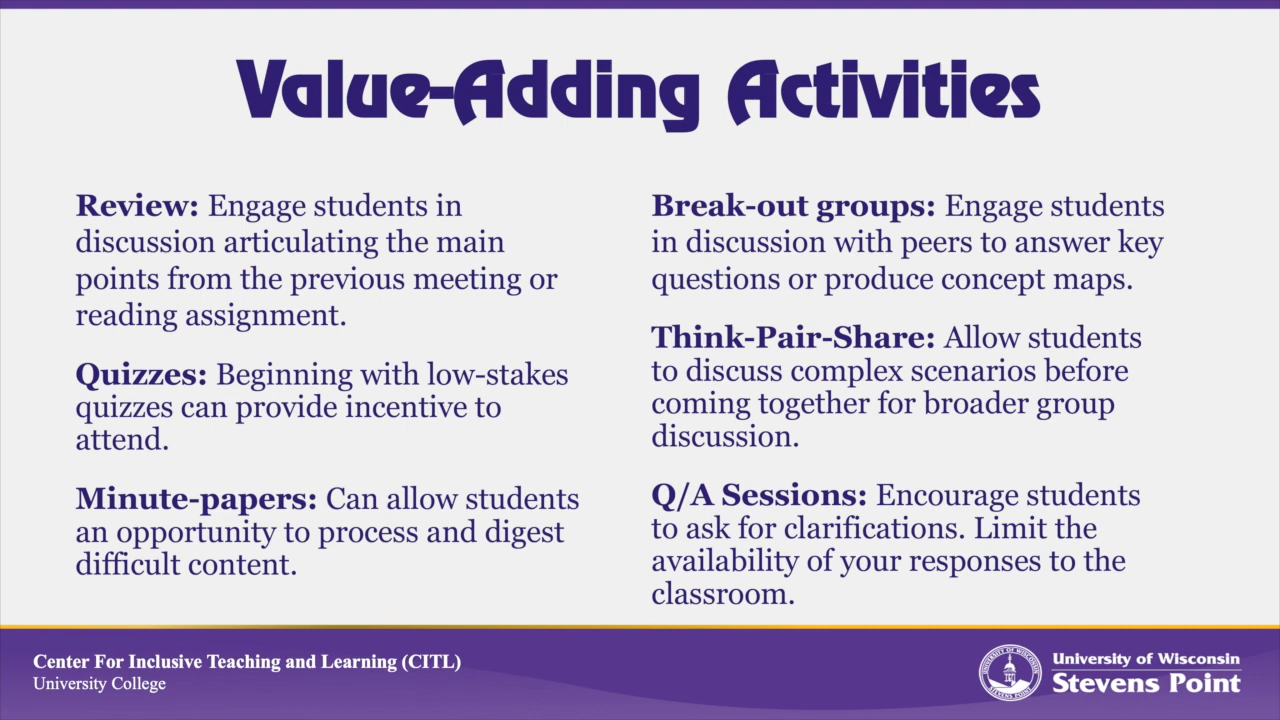 Value-Adding Activities
Review: Engage students in
discussion articulating the main
points from the previous meeting or
reading assignment.
Quizzes: Beginning with low-stakes
quizzes can provide incentive to
attend.
Minute-papers: Can allow students
an opportunity to process and digest
difficult content.
Break-out groups: Engage students
in discussion with peers to answer key
questions or produce concept maps.
Think-Pair-Share: Allow students
to discuss complex scenarios before
coming together for broader group
discussion.
Q/A Sessions: Encourage students
to ask for clarifications. Limit the
availability of your responses to the
classroom.
Center For Inclusive Teaching and Learning (CITL)
University College
UNIVERSITY OF WISCONSIN
STEVENS POINT
University of Wisconsin
Stevens Point